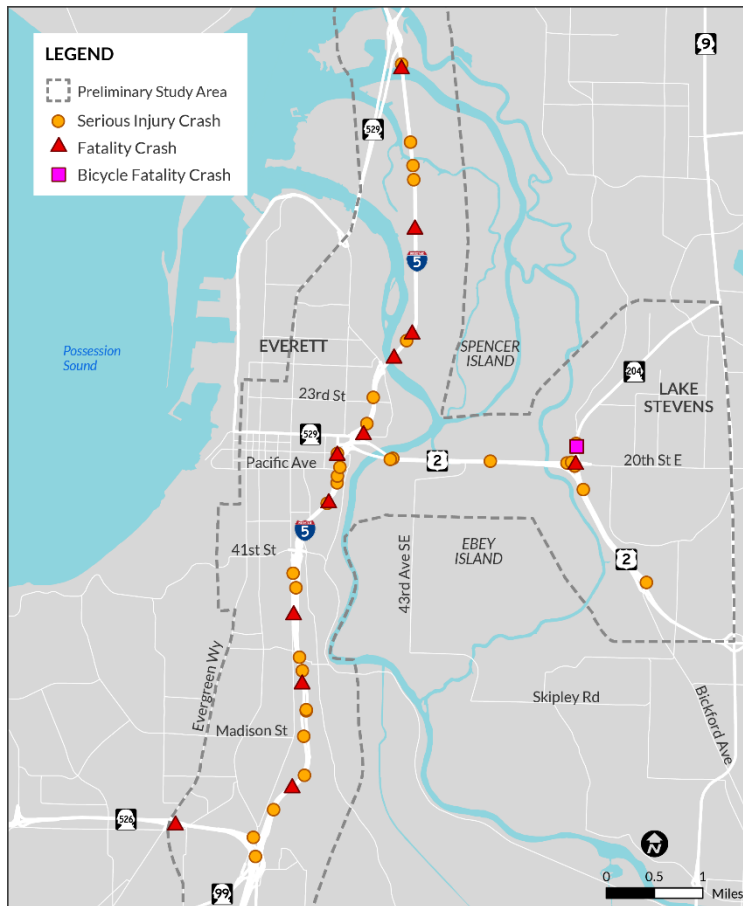 LEGEND
Preliminary Study Area
Serious Injury Crash
Fatality Crash
Bicycle Fatality Crash
9
529
5
Possession
Sound
EVERETT
SPENCER
ISLAND
204
LAKE
STEVENS
23rd St
529
Pacific Ave
2
20th St E
5
41st St
43rd Ave SE
EBEY
ISLAND
2
Evergreen Wy
Skipley Rd
Bickford Ave
Madison St
526
99
N
0 0.5 1
Miles